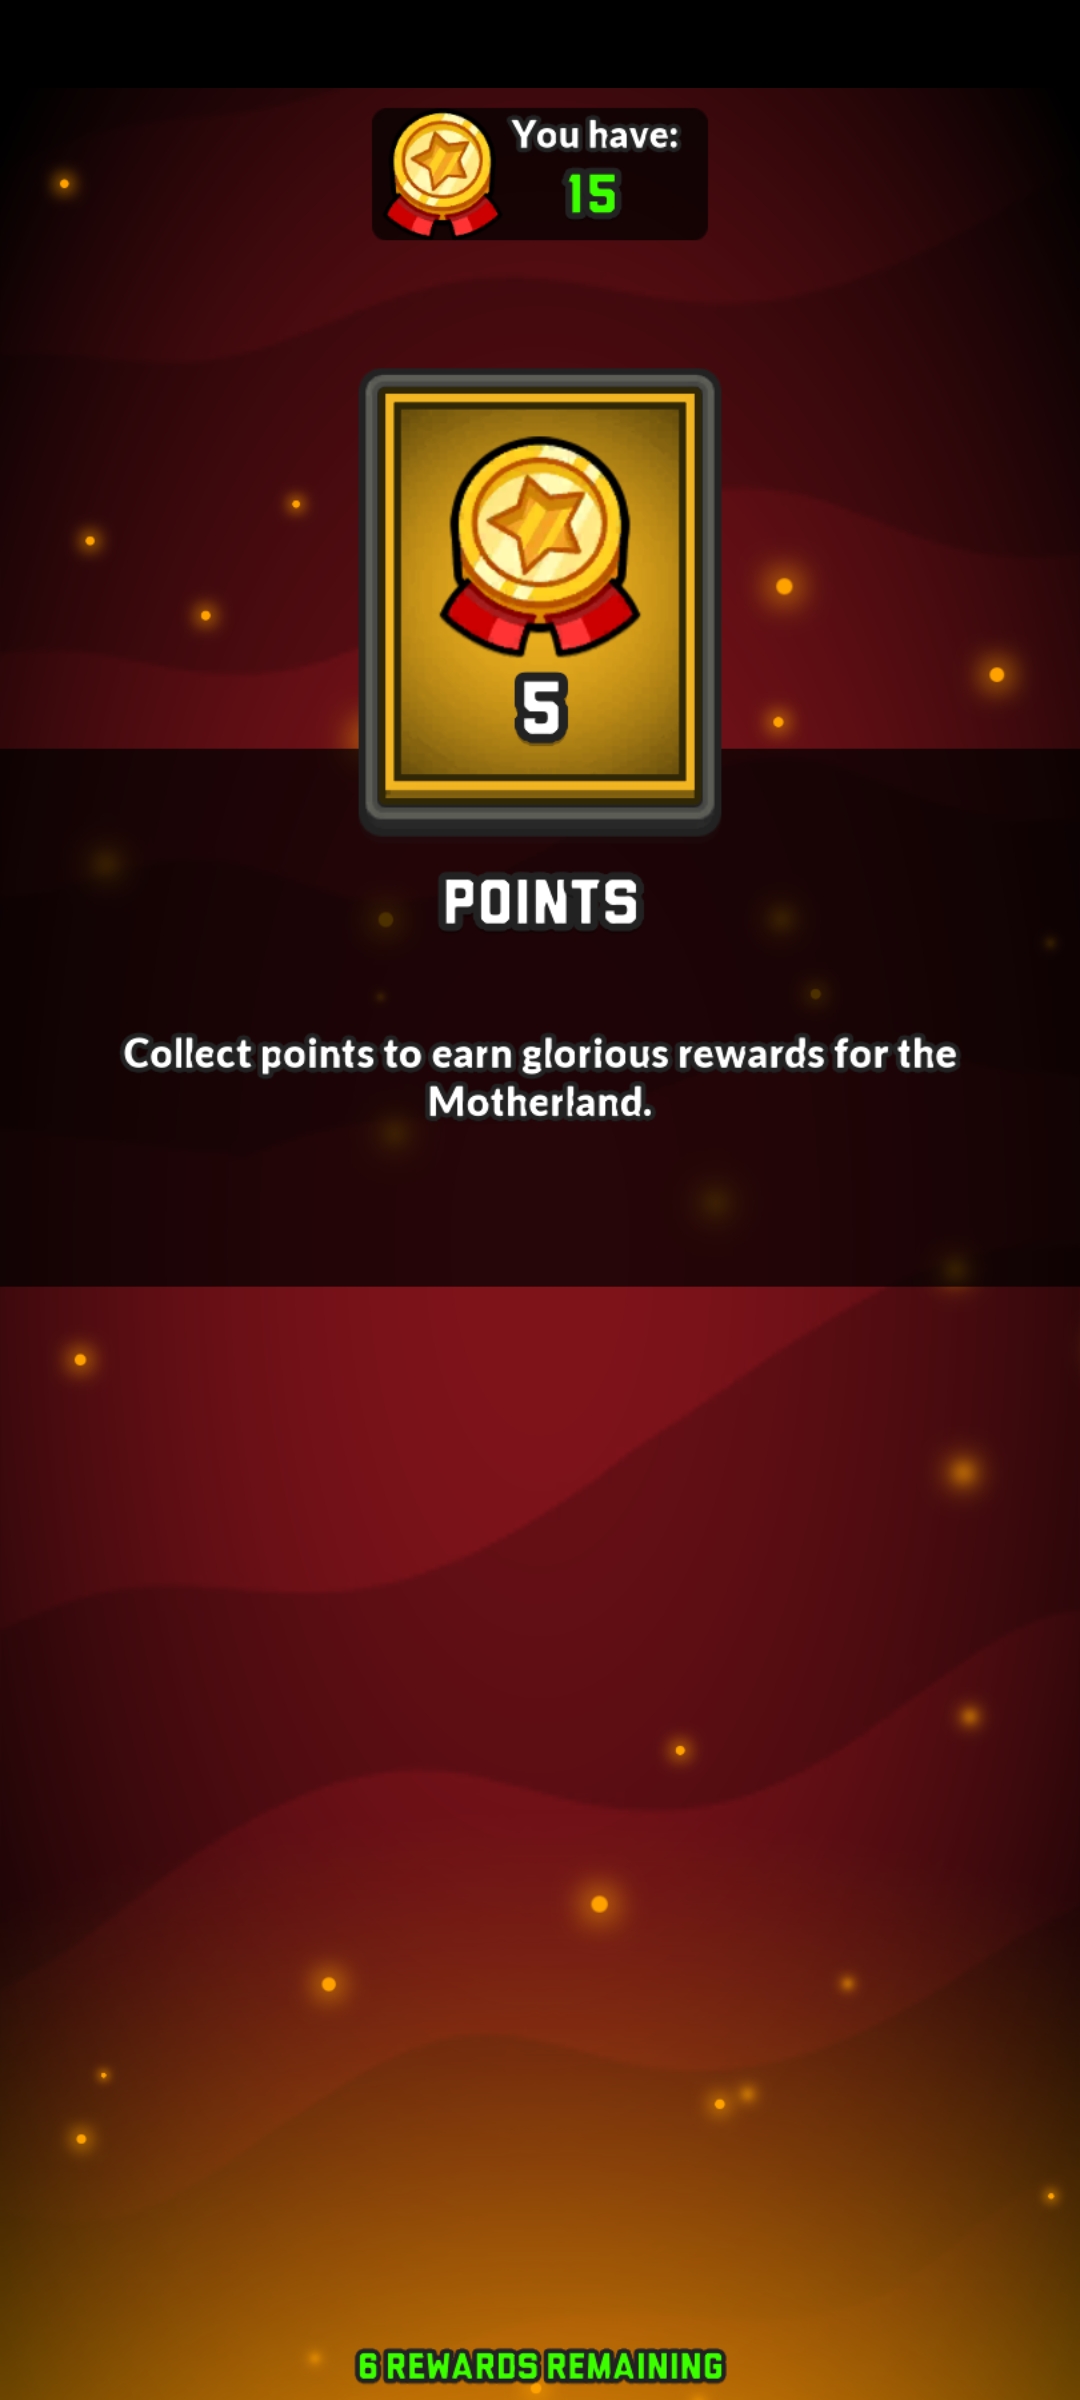 You have:
15
5
POINTS
Collect points to earn glorious rewards for the
Motherland.
6 REWARDS REMAINING